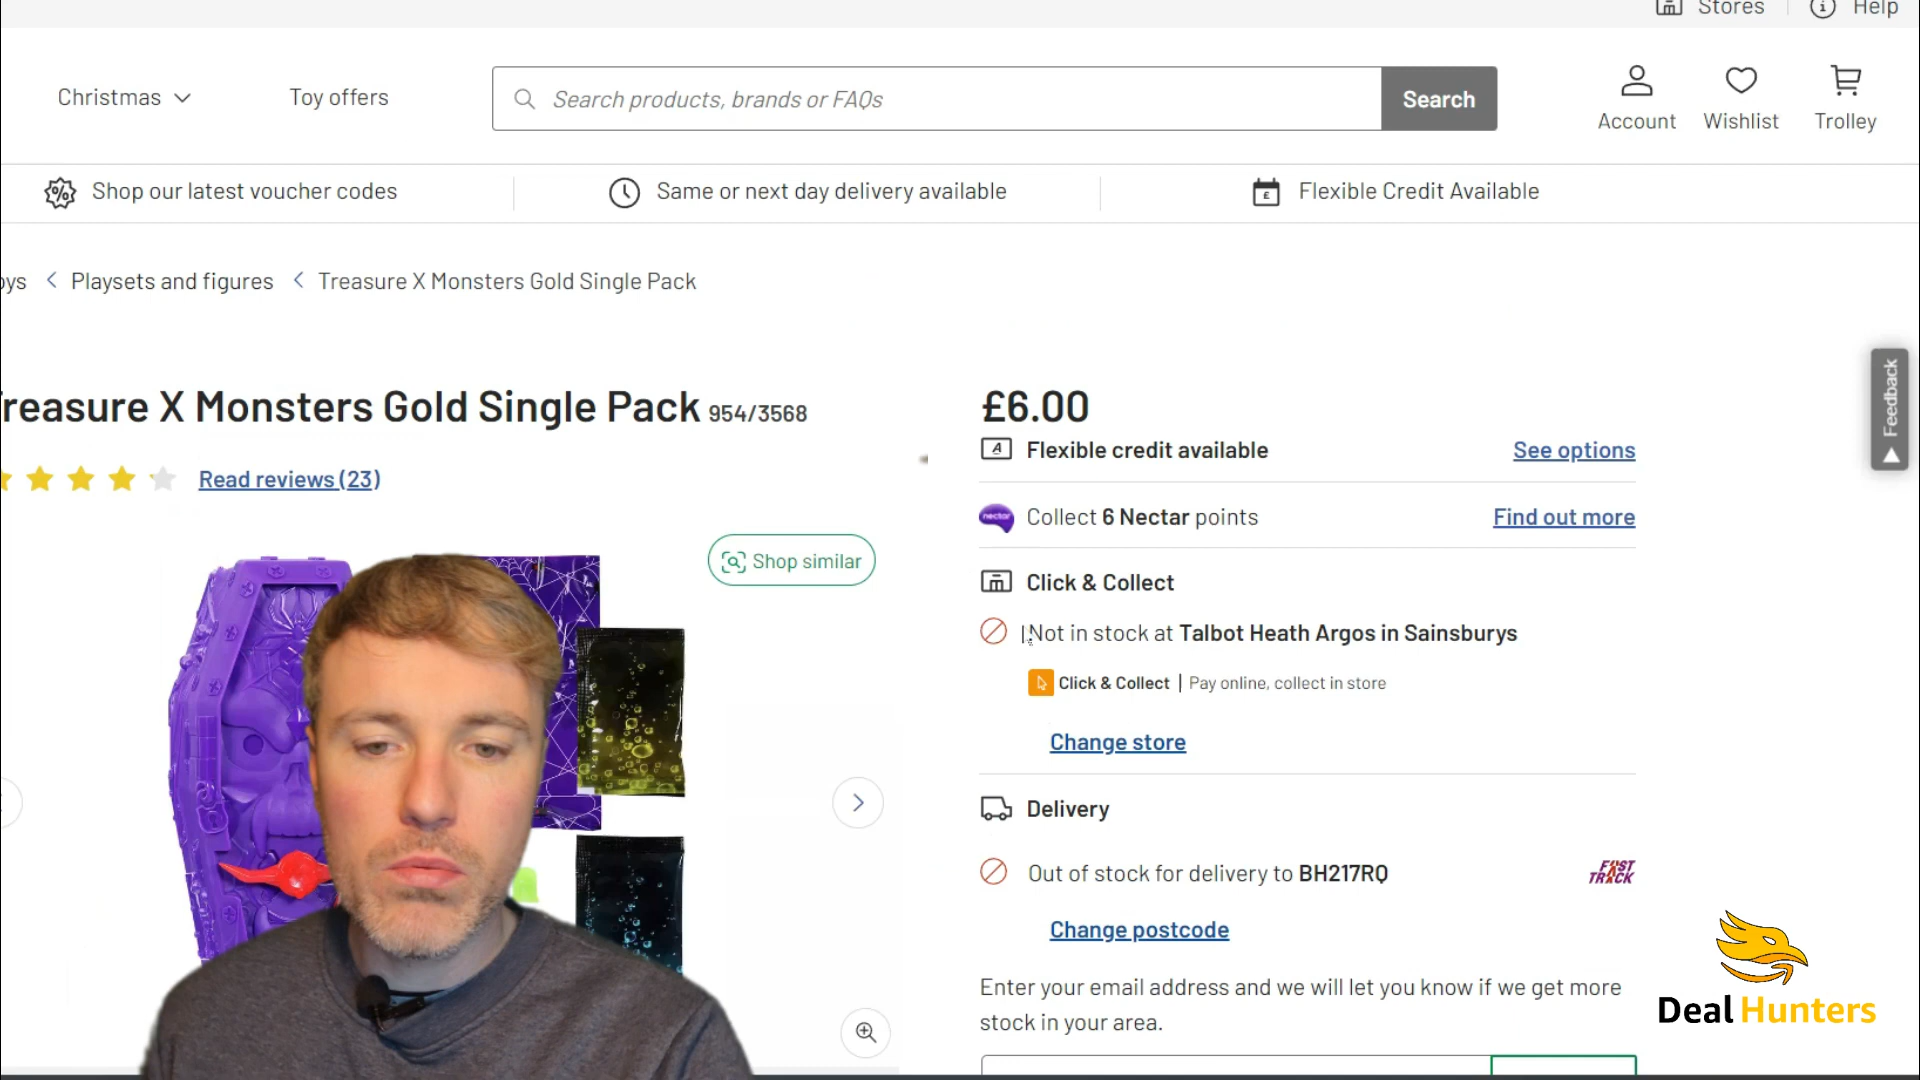 Stores
Help
Christmas
Toy offers
Search products, brands or FAQs
Search
Account
Wishlist
Trolley
Shop our latest voucher codes
Same or next day delivery available
Flexible Credit Available
oys
Playsets and figures
Treasure X Monsters Gold Single Pack
reasure X Monsters Gold Single Pack 954/3568
Read reviews (23)
Shop similar
£6.00
Flexible credit available
See options
nectar
Collect 6 Nectar points
Find out more
Click & Collect
Not in stock at Talbot Heath Argos in Sainsburys
Click & Collect | Pay online, collect in store
Change store
Delivery
Out of stock for delivery to BH217RQ
FAST TRACK
Change postcode
Enter your email address and we will let you know if we get more
stock in your area.
Feedback
Deal Hunters